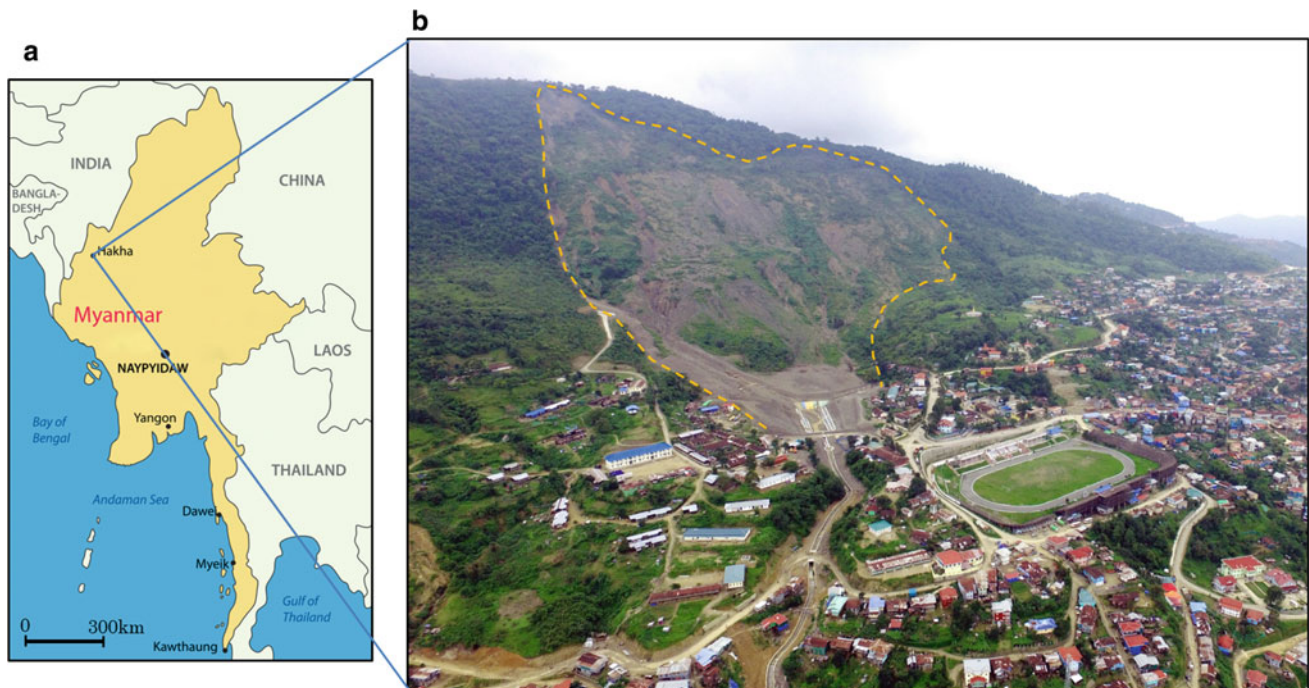 a
b
INDIA
CHINA
BANGLA-
DESH
Hakha
Myanmar
NAYPYIDAW
LAOS
Yangon
Bay of
Bengal
THAILAND
Andaman Sea
Dawei
Myeik
Gulf of
Thailand
0
300km
Kawthaung